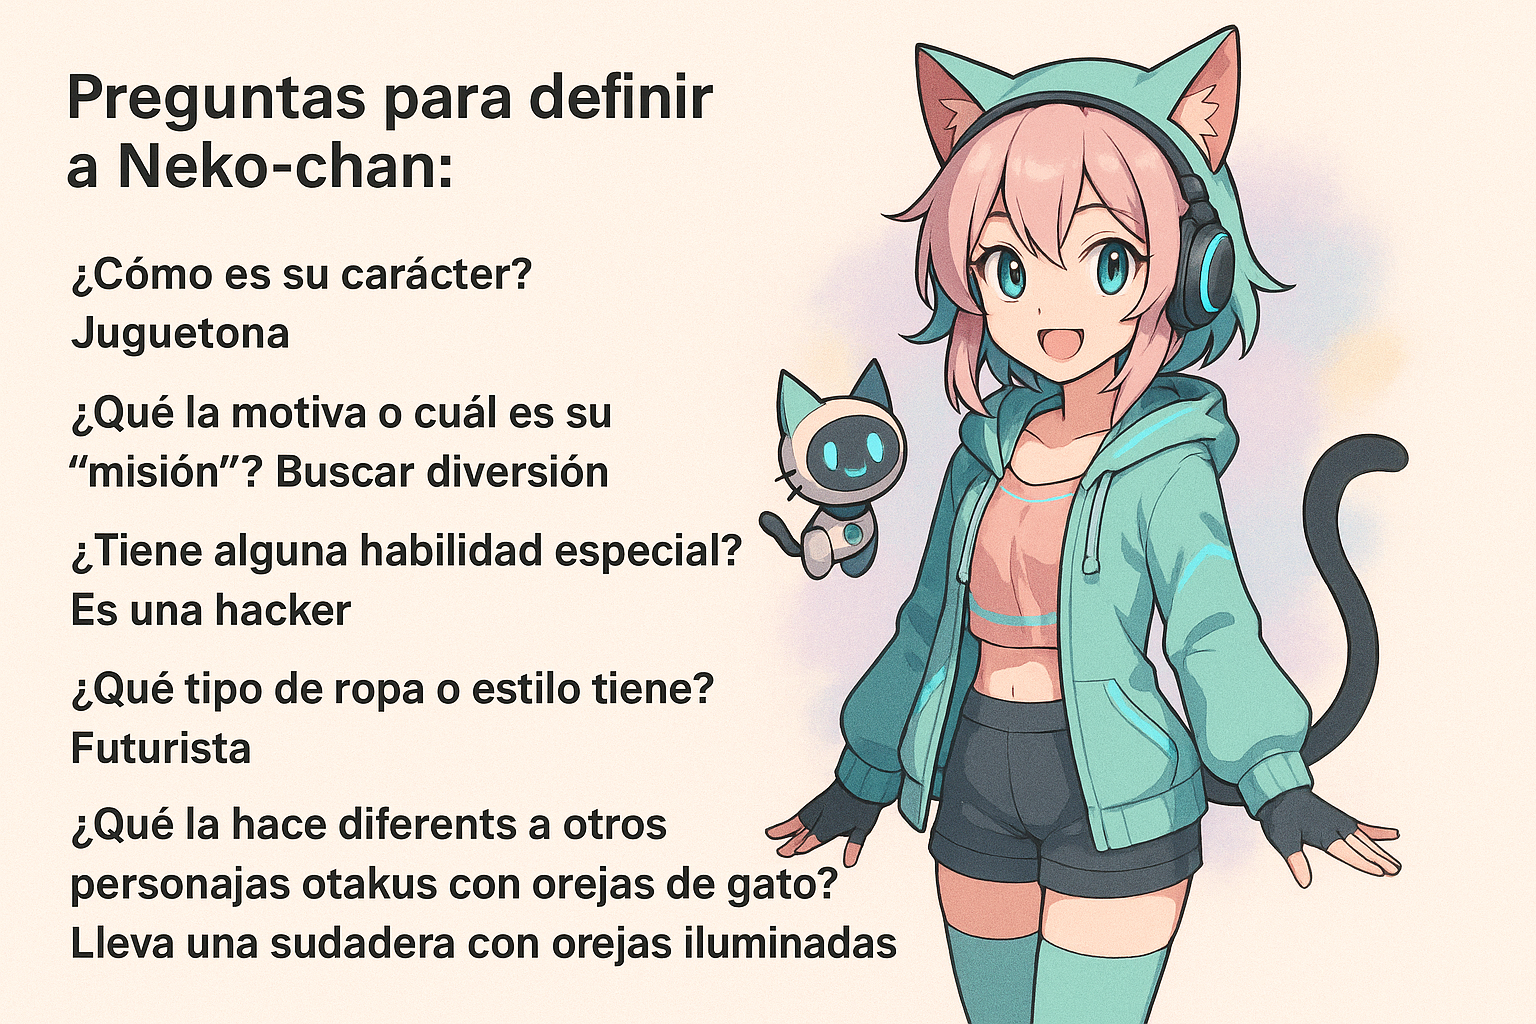 Preguntas para definir
a Neko-chan:
¿Cómo es su carácter?
Juguetona
¿Qué la motiva o cuál es su
“misión”? Buscar diversión
¿Tiene alguna habilidad especial?
Es una hacker
¿Qué tipo de ropa o estilo tiene?
Futurista
¿Qué la hace diferents a otros
personajas otakus con orejas de gato?
Lleva una sudadera con orejas iluminadas